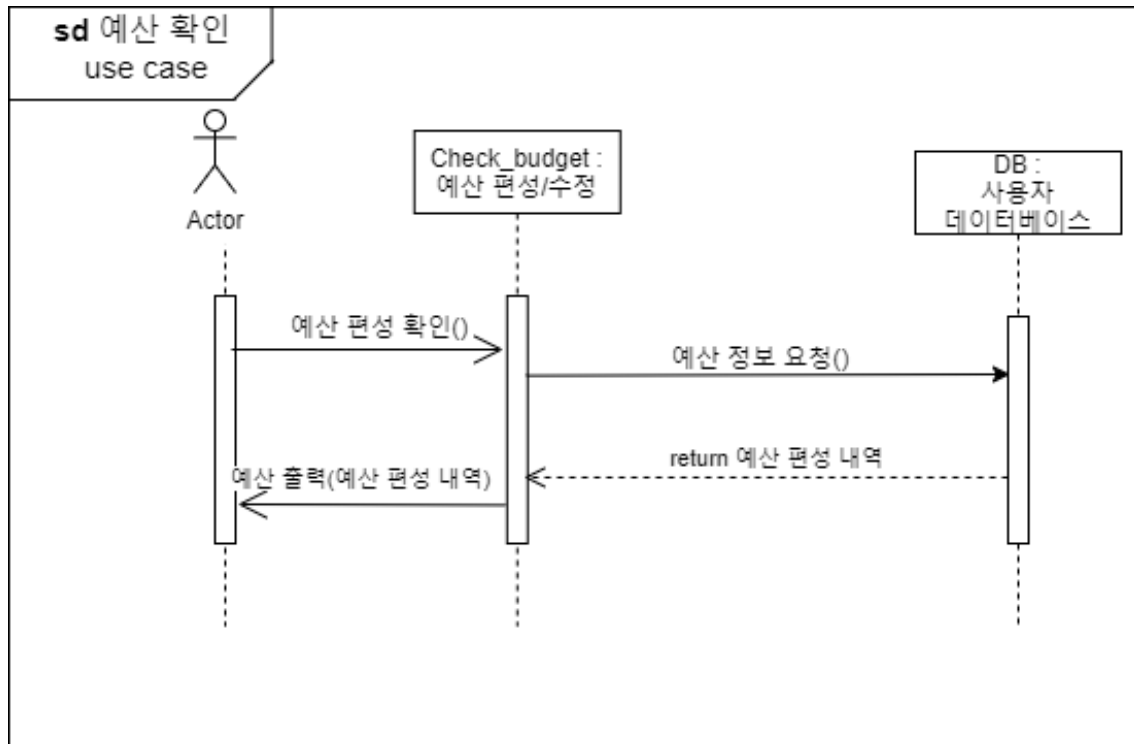 sd 예산 확인
use case
Actor
Check_budget :
예산 편성/수정
DB :
사용자
데이터베이스
예산 편성 확인()
예산 정보 요청()
return 예산 편성 내역
예산 출력(예산 편성 내역)